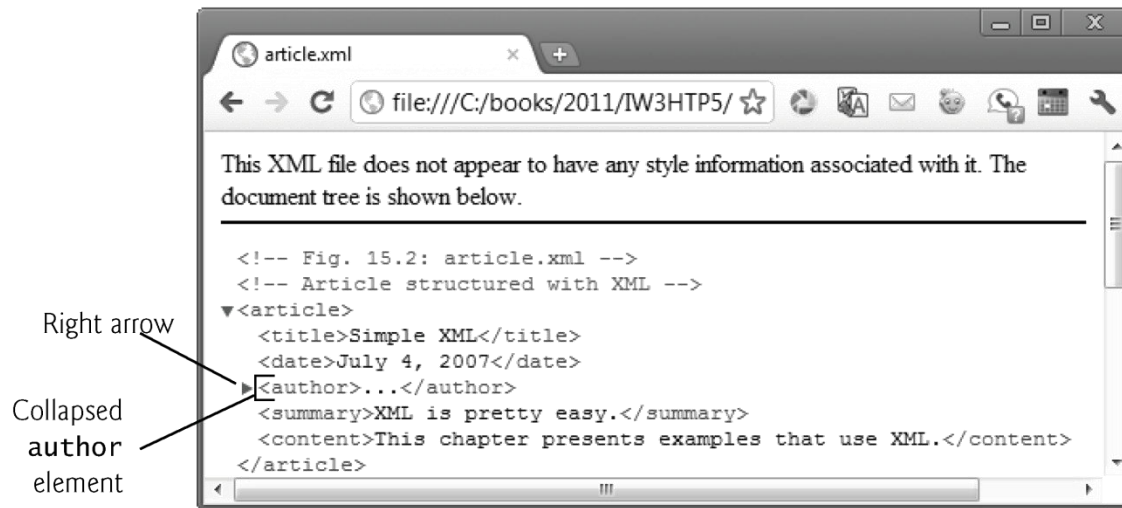 article.xml
file:///C:/books/2011/IW3HTP5/
This XML file does not appear to have any style information associated with it. The
document tree is shown below.
<!-- Fig. 15.2: article.xml -->
<!-- Article structured with XML -->
▼<article>
<title>Simple XML</title>
<date>July 4, 2007</date>
Right arrow
▶<author>...</author>
Collapsed
author
element
<summary>XML is pretty easy.</summary>
<content>This chapter presents examples that use XML.</content>
</article>